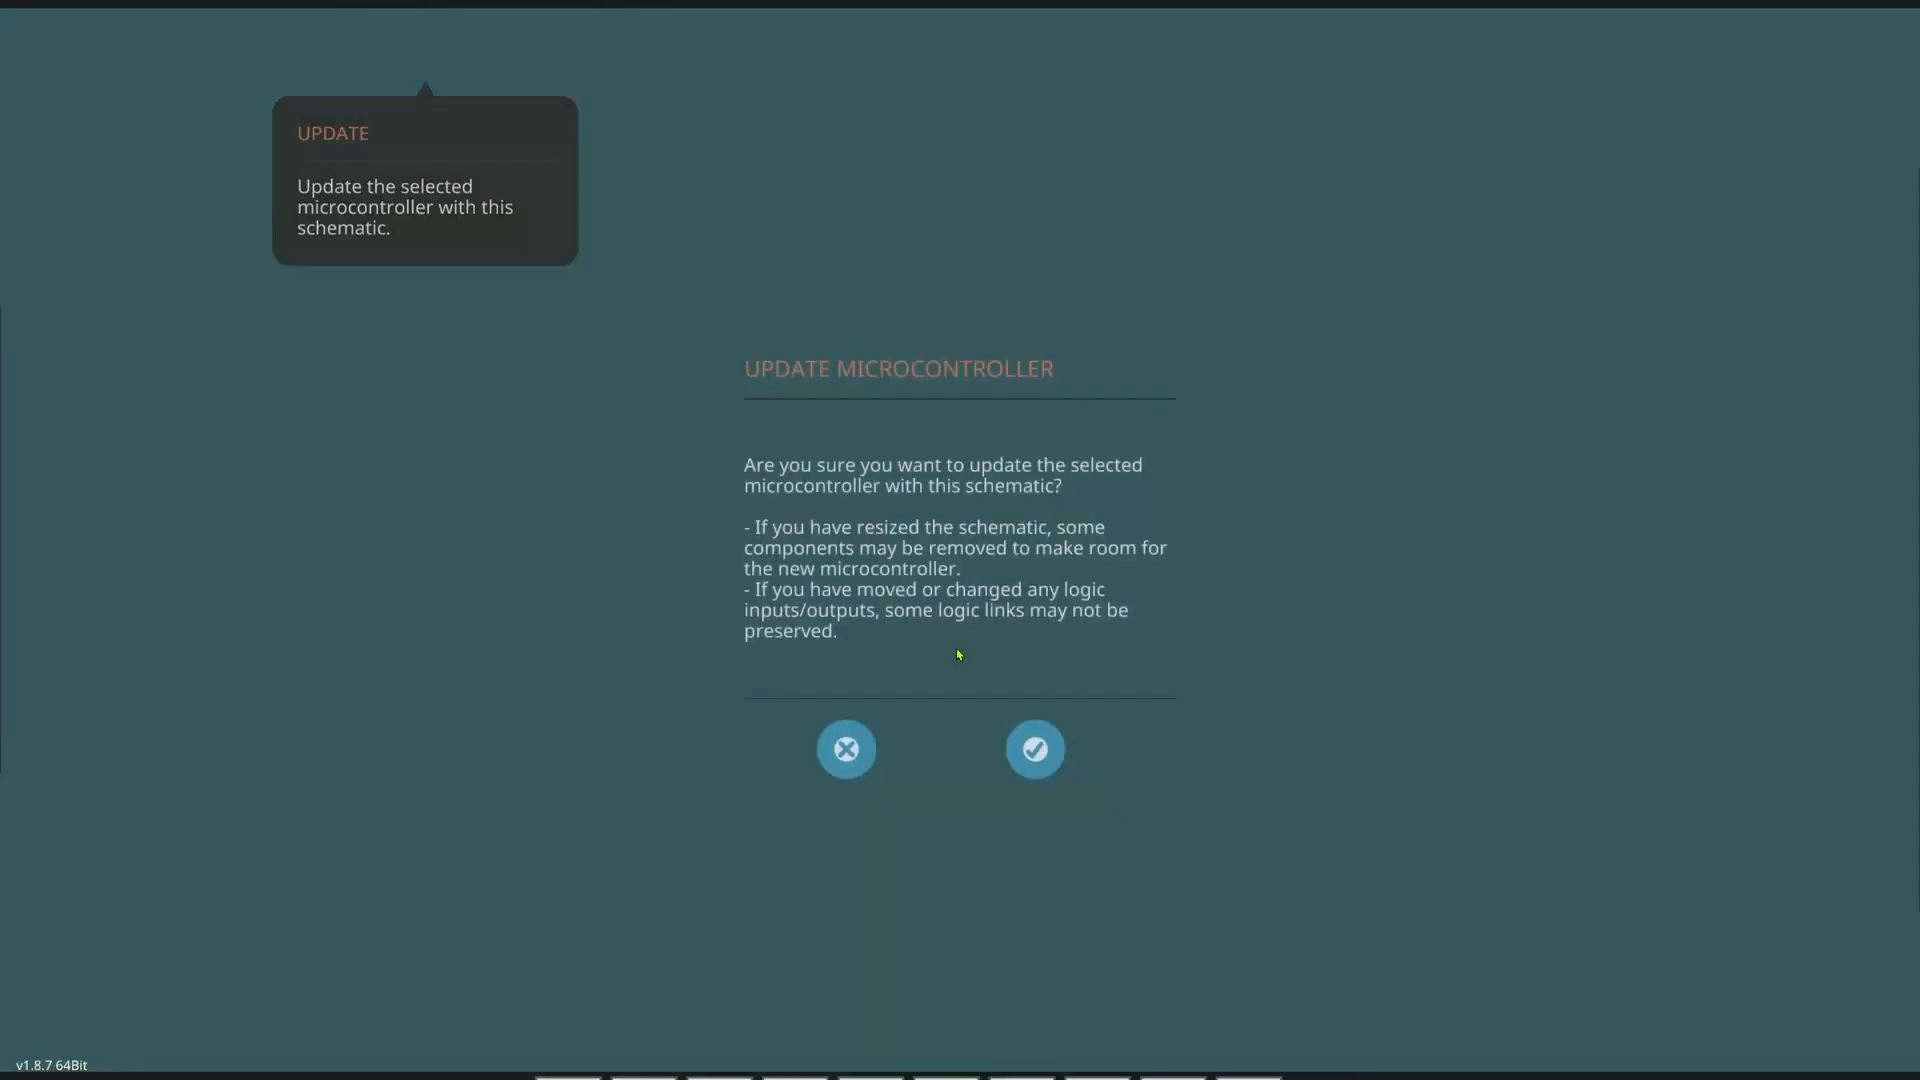 UPDATE
Update the selected
microcontroller with this
schematic.
UPDATE MICROCONTROLLER
Are you sure you want to update the selected
microcontroller with this schematic?
- If you have resized the schematic, some
components may be removed to make room for
the new microcontroller.
- If you have moved or changed any logic
inputs/outputs, some logic links may not be
preserved.
v1.8.7 64Bit